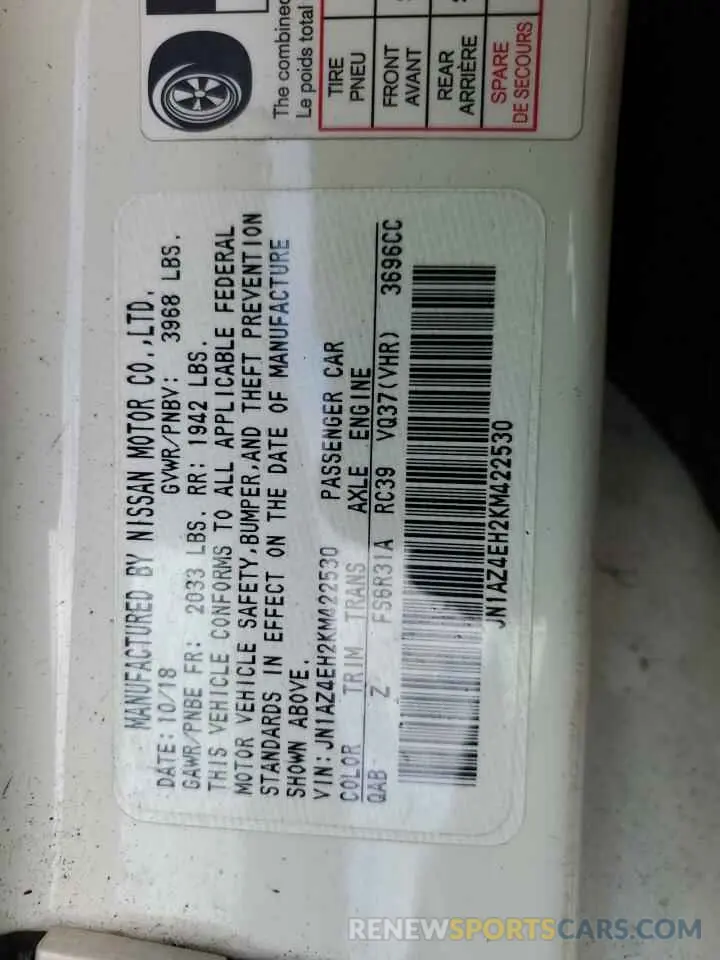 The combined
Le poids total
TIRE
PNEU
FRONT
AVANT
REAR
ARRIÈRE
SPARE
DE SECOURS
MANUFACTURED BY NISSAN MOTOR CO.,LTD.
DATE: 10/18 GVWR/PNBV: 3968 LBS.
GAWR/PNBE FR: 2033 LBS. RR: 1942 LBS.
THIS VEHICLE CONFORMS TO ALL APPLICABLE FEDERAL
MOTOR VEHICLE SAFETY,BUMPER,AND THEFT PREVENTION
STANDARDS IN EFFECT ON THE DATE OF MANUFACTURE
SHOWN ABOVE.
VIN:JN1AZ4EH2KM422530 PASSENGER CAR
COLOR TRIM TRANS AXLE ENGINE
QAB Z FS6R31A RC39 VQ37(VHR) 3696CC
JN1AZ4EH2KM422530
RENEWSPORTSCARS.COM